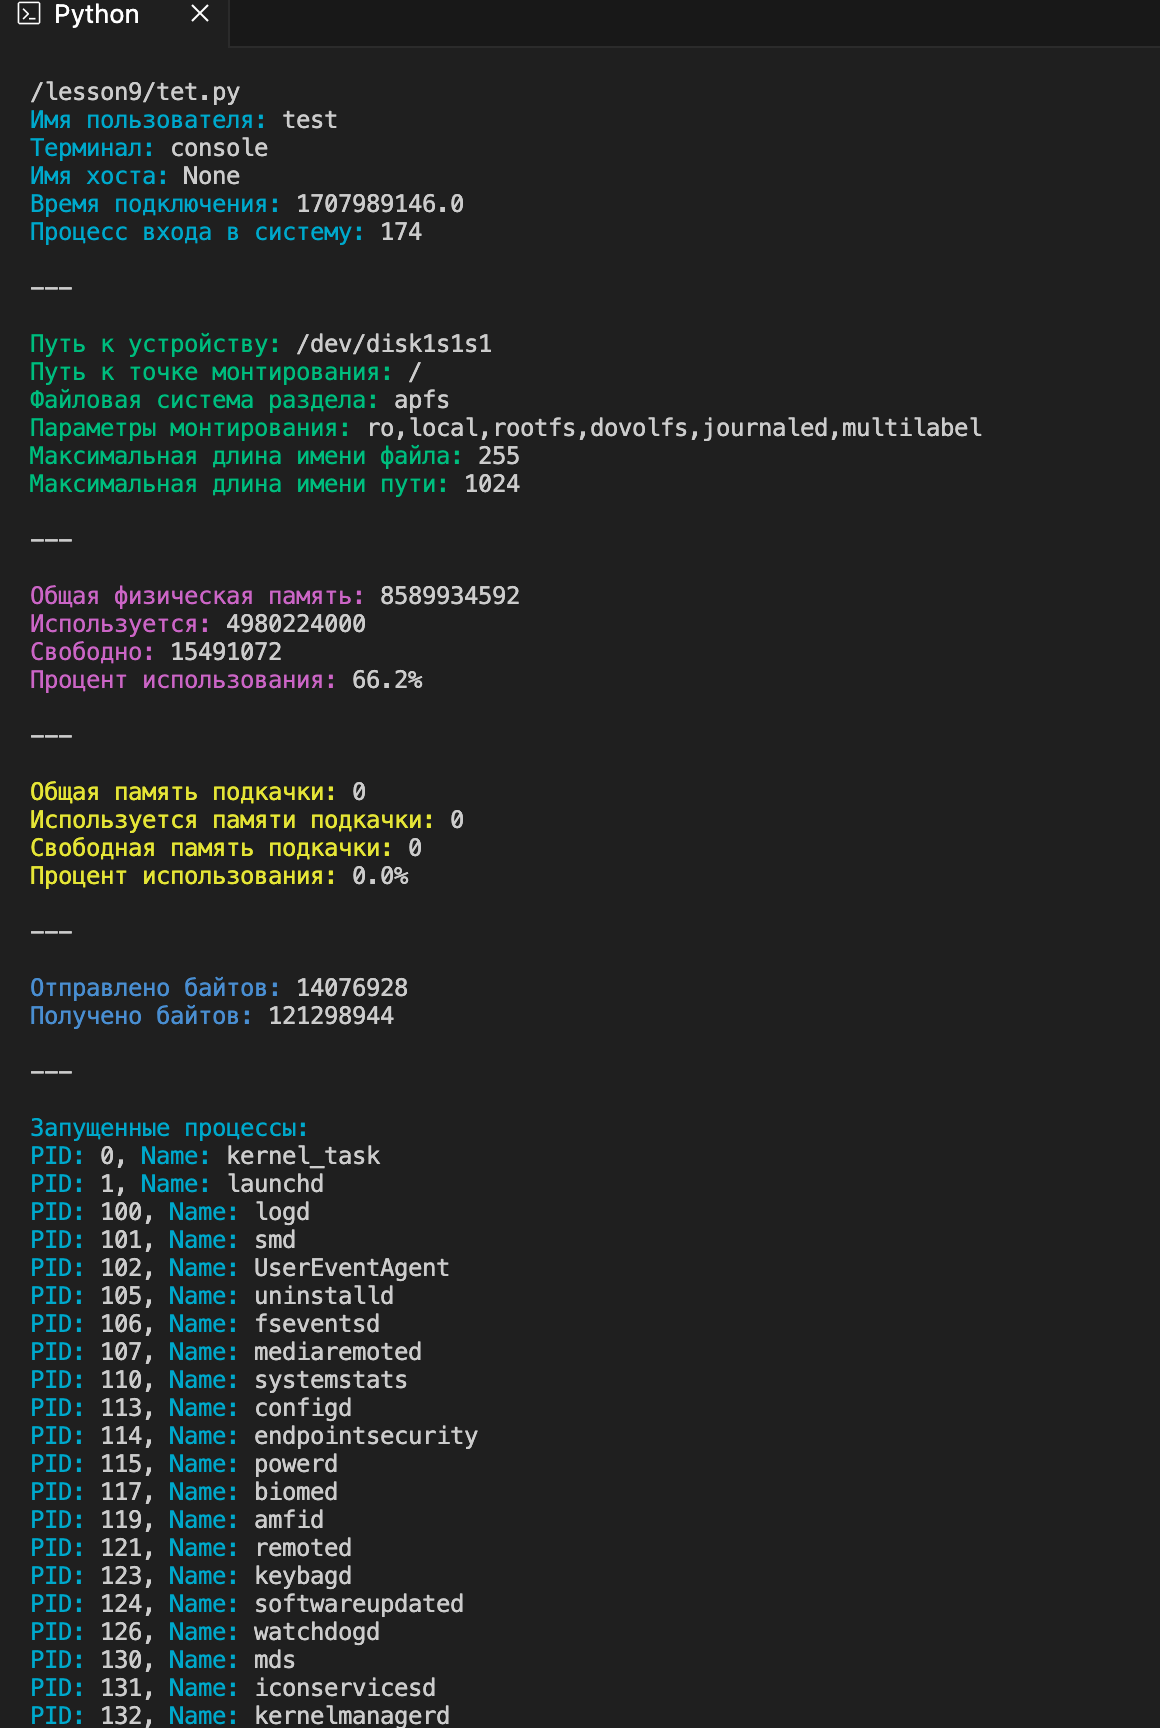 Python
/lesson9/tet.py
Имя пользователя: test
Терминал: console
Имя хоста: None
Время подключения: 1707989146.0
Процесс входа в систему: 174
---
Путь к устройству: /dev/disk1s1s1
Путь к точке монтирования: /
Файловая система раздела: apfs
Параметры монтирования: ro,local,rootfs,dovolfs,journaled,multilabel
Максимальная длина имени файла: 255
Максимальная длина имени пути: 1024
---
Общая физическая память: 8589934592
Используется: 4980224000
Свободно: 15491072
Процент использования: 66.2%
---
Общая память подкачки: 0
Используется памяти подкачки: 0
Свободная память подкачки: 0
Процент использования: 0.0%
---
Отправлено байтов: 14076928
Получено байтов: 121298944
---
Запущенные процессы:
PID: 0, Name: kernel_task
PID: 1, Name: launchd
PID: 100, Name: logd
PID: 101, Name: smd
PID: 102, Name: UserEventAgent
PID: 105, Name: uninstalld
PID: 106, Name: fseventsd
PID: 107, Name: mediaremoted
PID: 110, Name: systemstats
PID: 113, Name: configd
PID: 114, Name: endpointsecurity
PID: 115, Name: powerd
PID: 117, Name: biomed
PID: 119, Name: amfid
PID: 121, Name: remoted
PID: 123, Name: keybagd
PID: 124, Name: softwareupdated
PID: 126, Name: watchdogd
PID: 130, Name: mds
PID: 131, Name: iconservicesd
PID: 132, Name: kernelmanagerd